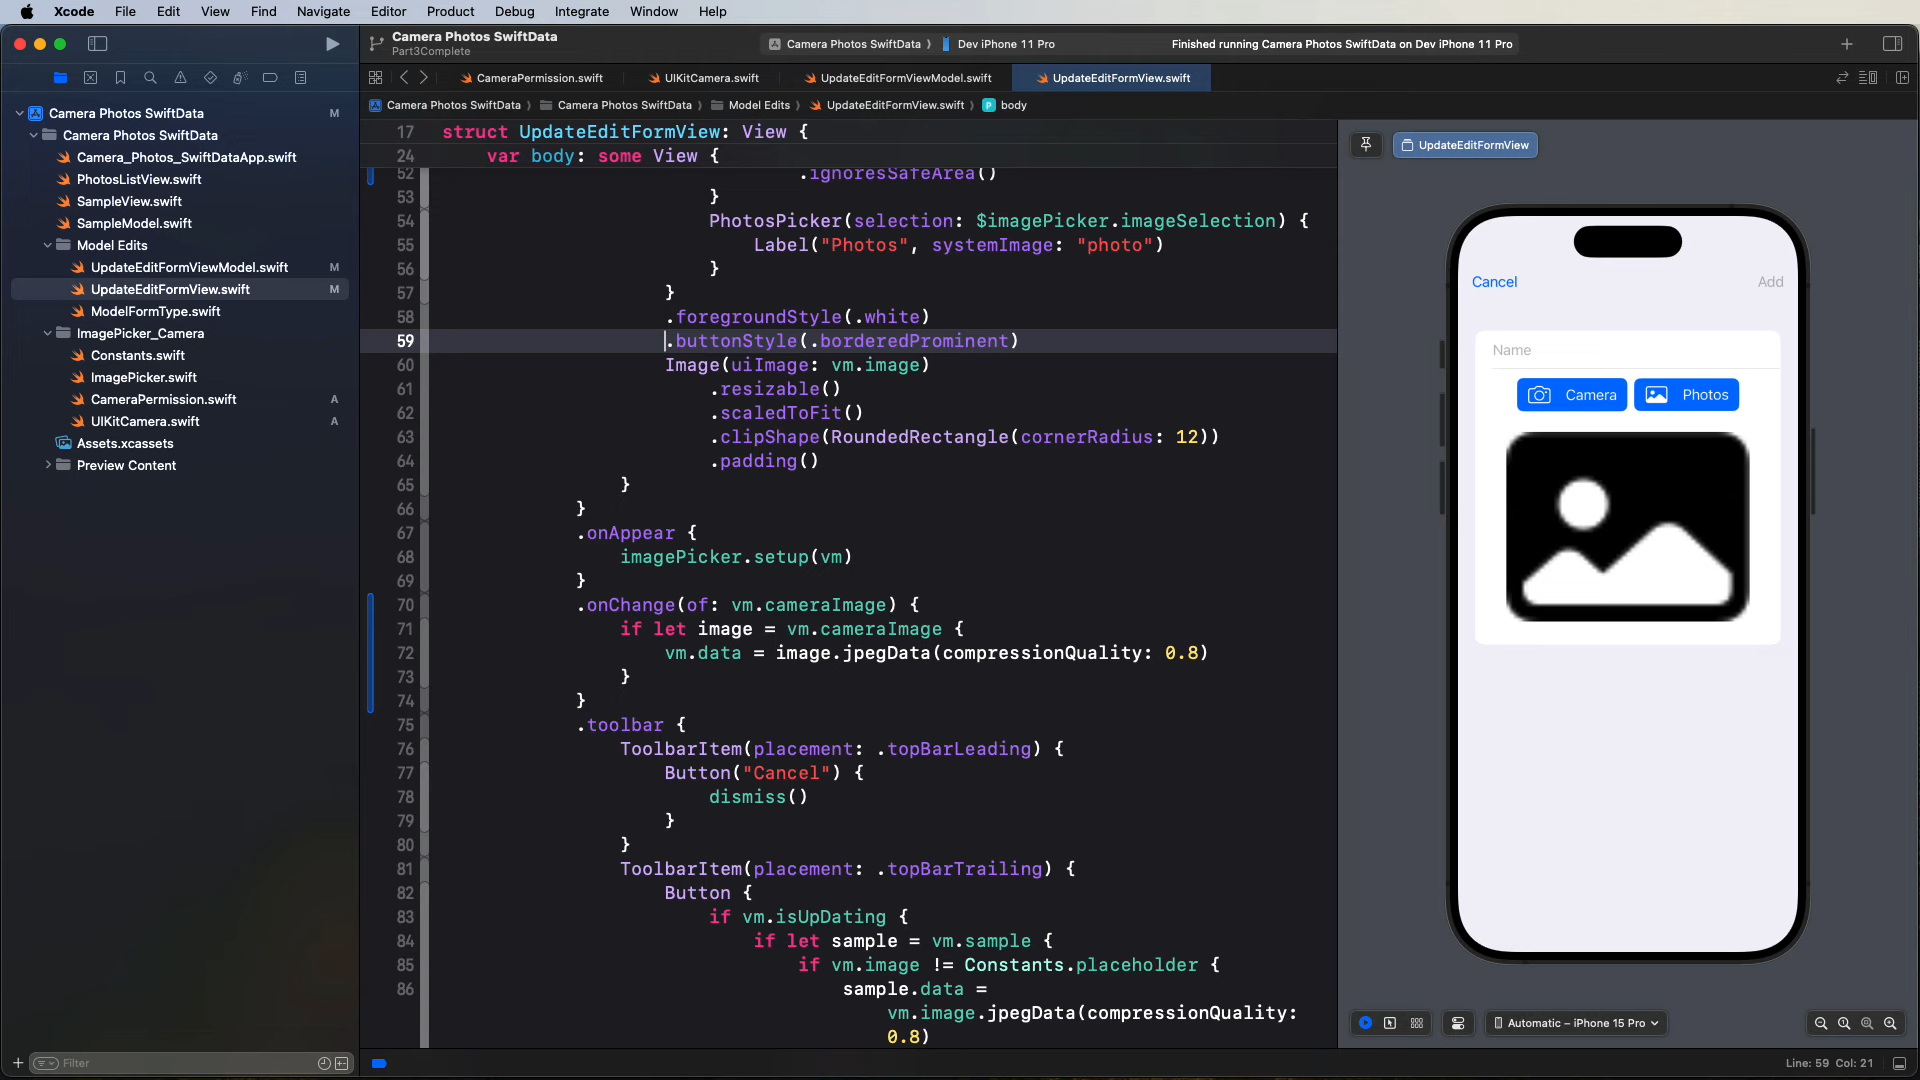 Xcode File Edit View Find Navigate Editor Product Debug Integrate Window Help
Camera Photos SwiftData
Part3Complete
Camera Photos SwiftData 〉 Dev iPhone 11 Pro
Finished running Camera Photos SwiftData on Dev iPhone 11 Pro
CameraPermission.swift UIKitCamera.swift UpdateEditFormViewModel.swift UpdateEditFormView.swift
Camera Photos SwiftData 〉 Camera Photos SwiftData 〉 Model Edits 〉 UpdateEditFormView.swift 〉 P body
Camera Photos SwiftData M
Camera Photos SwiftData
Camera_Photos_SwiftDataApp.swift
PhotosListView.swift
SampleView.swift
SampleModel.swift
Model Edits
UpdateEditFormViewModel.swift M
UpdateEditFormView.swift M
ModelFormType.swift
ImagePicker_Camera
Constants.swift
ImagePicker.swift
CameraPermission.swift A
UIKitCamera.swift A
Assets.xcassets
Preview Content
Filter
17 struct UpdateEditFormView: View {
24 var body: some View {
52 .ignoresSafeArea()
53 }
54 PhotosPicker(selection: $imagePicker.imageSelection) {
55 Label("Photos", systemImage: "photo")
56 }
57 }
58 .foregroundStyle(.white)
59 .buttonStyle(.borderedProminent)
60 Image(uiImage: vm.image)
61 .resizable()
62 .scaledToFit()
63 .clipShape(RoundedRectangle(cornerRadius: 12))
64 .padding()
65 }
66 }
67 .onAppear {
68 imagePicker.setup(vm)
69 }
70 .onChange(of: vm.cameraImage) {
71 if let image = vm.cameraImage {
72 vm.data = image.jpegData(compressionQuality: 0.8)
73 }
74 }
75 .toolbar {
76 ToolbarItem(placement: .topBarLeading) {
77 Button("Cancel") {
78 dismiss()
79 }
80 }
81 ToolbarItem(placement: .topBarTrailing) {
82 Button {
83 if vm.isUpDating {
84 if let sample = vm.sample {
85 if vm.image != Constants.placeholder {
86 sample.data =
vm.image.jpegData(compressionQuality:
0.8)
UpdateEditFormView
Cancel Add
Name
Camera Photos
Automatic – iPhone 15 Pro
Line: 59 Col: 21